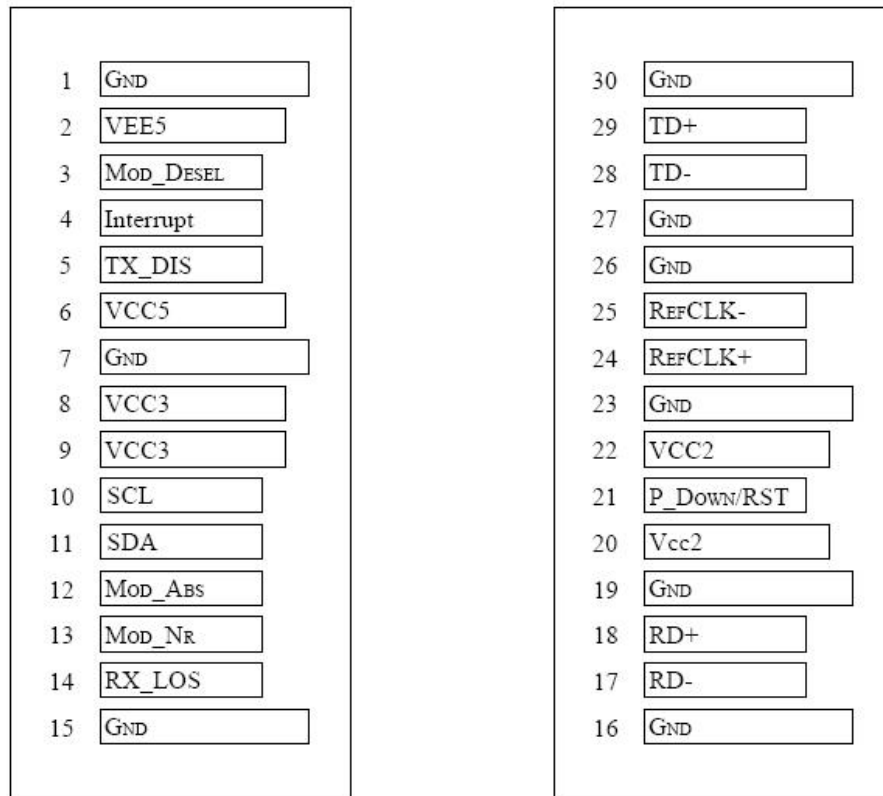 1 GND
2 VEE5
3 MOD_DESEL
4 Interrupt
5 TX_DIS
6 VCC5
7 GND
8 VCC3
9 VCC3
10 SCL
11 SDA
12 MOD_ABS
13 MOD_NR
14 RX_LOS
15 GND
30 GND
29 TD+
28 TD-
27 GND
26 GND
25 REFCLK-
24 REFCLK+
23 GND
22 VCC2
21 P_DOWN/RST
20 Vcc2
19 GND
18 RD+
17 RD-
16 GND